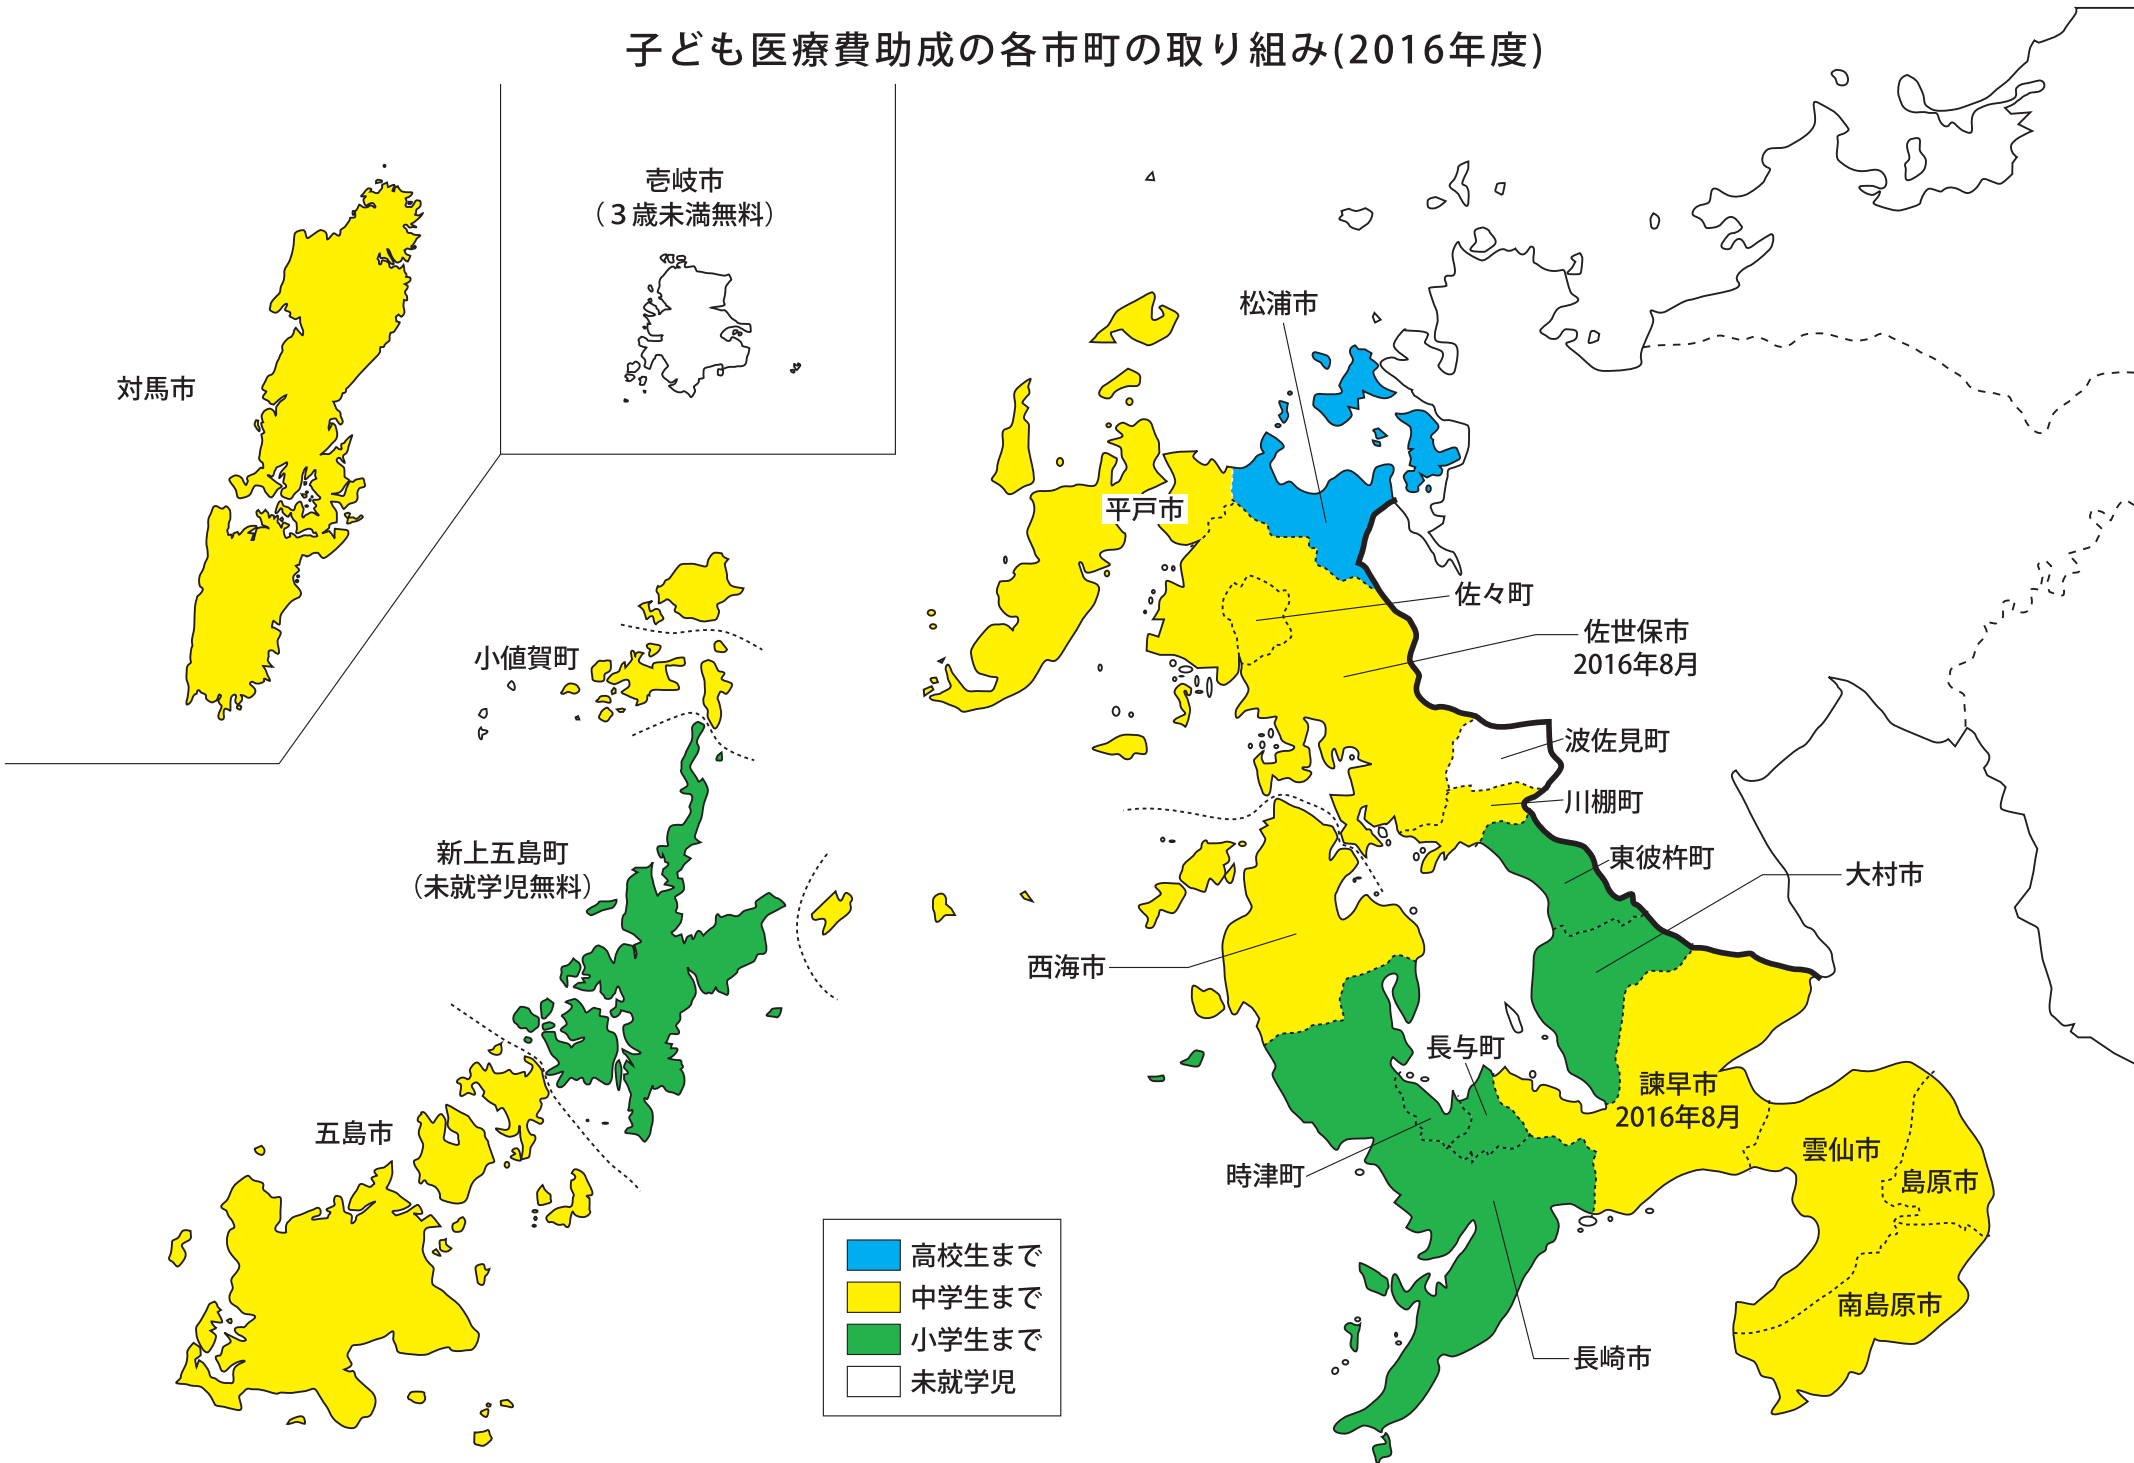 子ども医療費助成の各市町の取り組み(2016年度)
壱岐市
（３歳未満無料）
対馬市
松浦市
平戸市
佐々町
佐世保市
2016年8月
小値賀町
波佐見町
川棚町
新上五島町
（未就学児無料）
東彼杵町
大村市
西海市
長与町
諫早市
2016年8月
五島市
時津町
雲仙市
島原市
南島原市
長崎市
高校生まで
中学生まで
小学生まで
未就学児